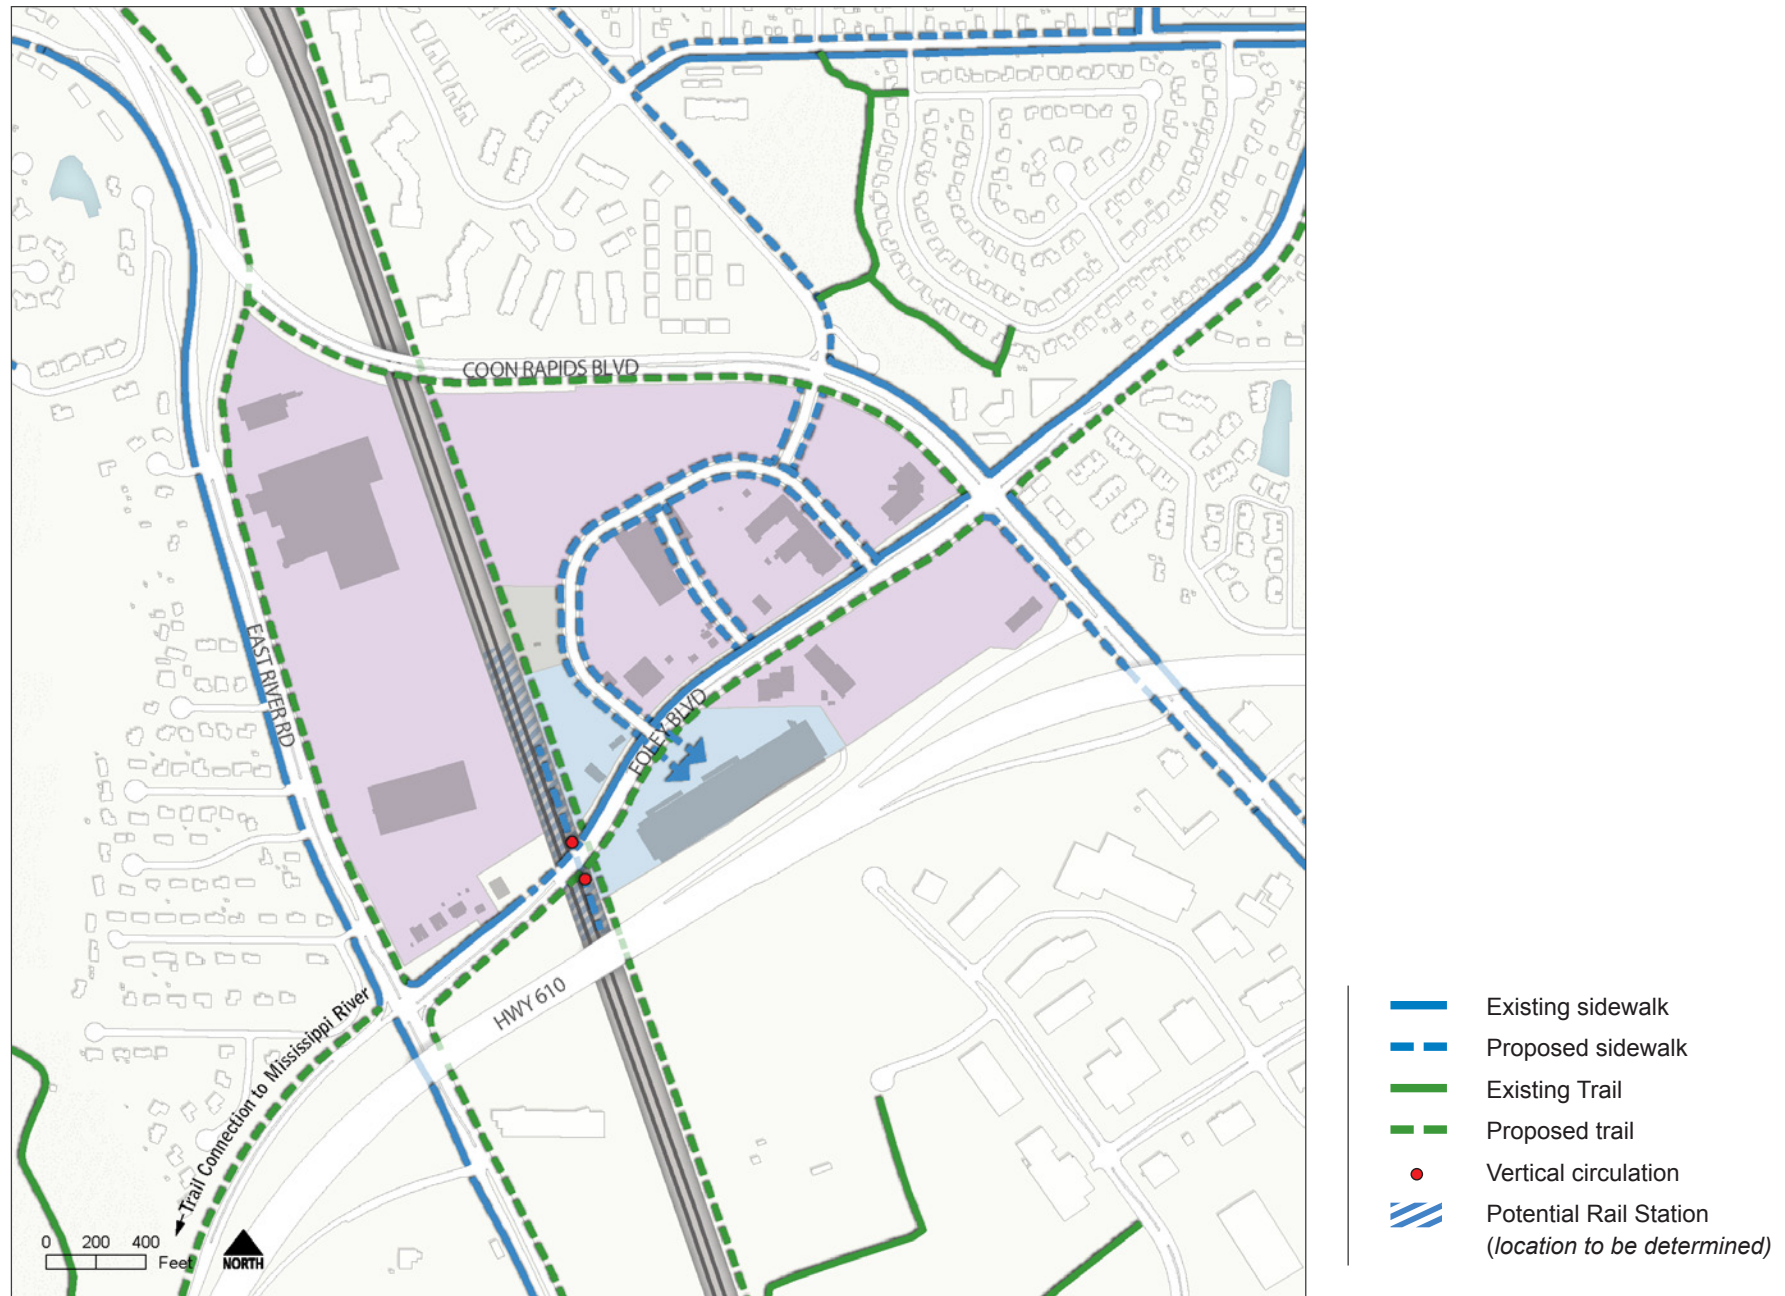 COON RAPIDS BLVD
EAST RIVER RD
FOLEY BLVD
HWY 610
Trail Connection to Mississippi River
0 200 400
Feet
NORTH
Existing sidewalk
Proposed sidewalk
Existing Trail
Proposed trail
Vertical circulation
Potential Rail Station
(location to be determined)